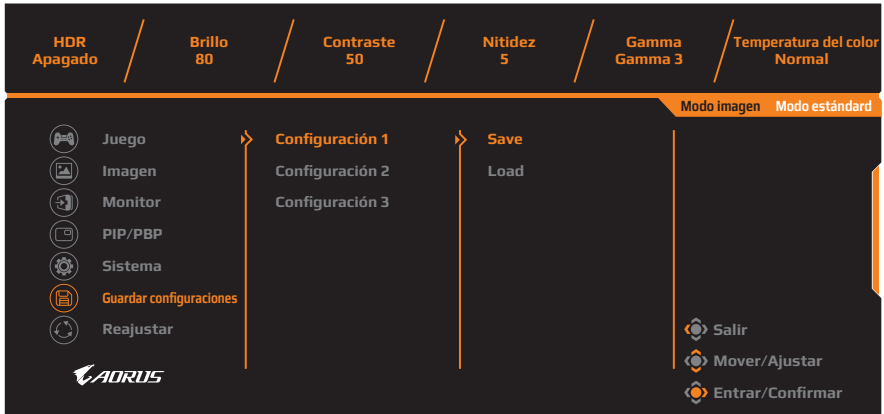 HDR
Apagado
Brillo
80
Contraste
50
Nitidez
5
Gamma
Gamma 3
Temperatura del color
Normal
Modo imagen Modo estándard
Juego
Imagen
Monitor
PIP/PBP
Sistema
Guardar configuraciones
Reajustar
Configuración 1
Configuración 2
Configuración 3
Save
Load
Salir
Mover/Ajustar
Entrar/Confirmar
AORUS